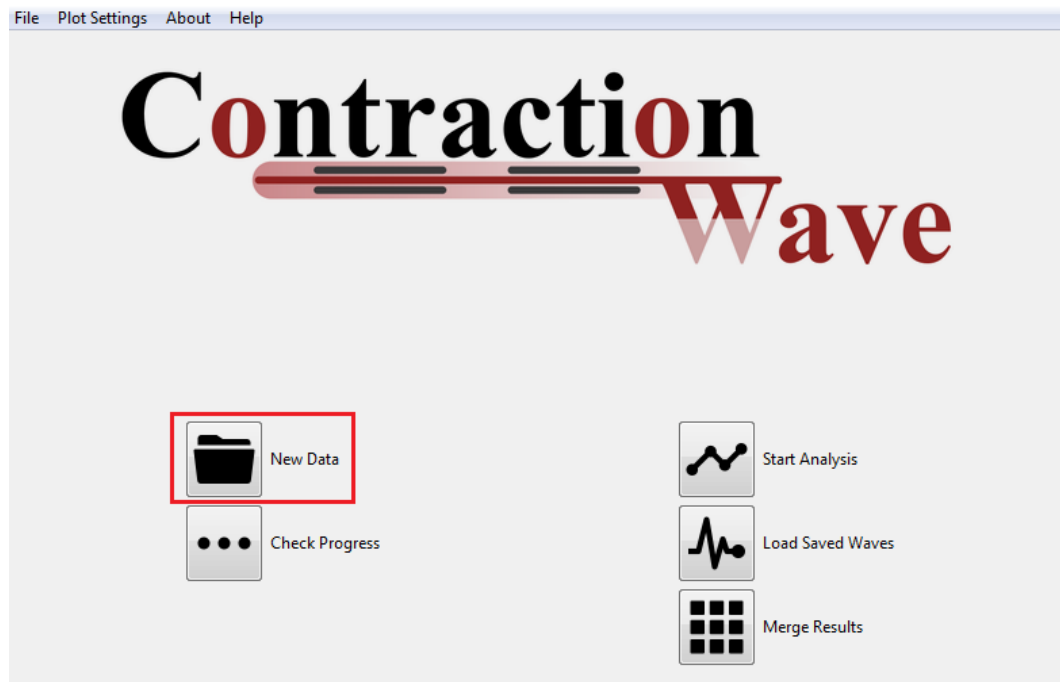 File Plot Settings About Help
Contraction
Wave
New Data
Start Analysis
Check Progress
Load Saved Waves
Merge Results